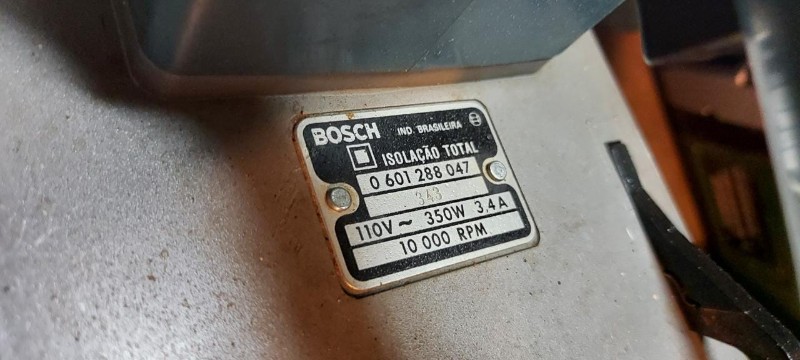 BOSCH IND. BRASILEIRA
ISOLAÇÃO TOTAL
0 601 288 047
343
110V ~ 350W 3,4A
10 000 RPM